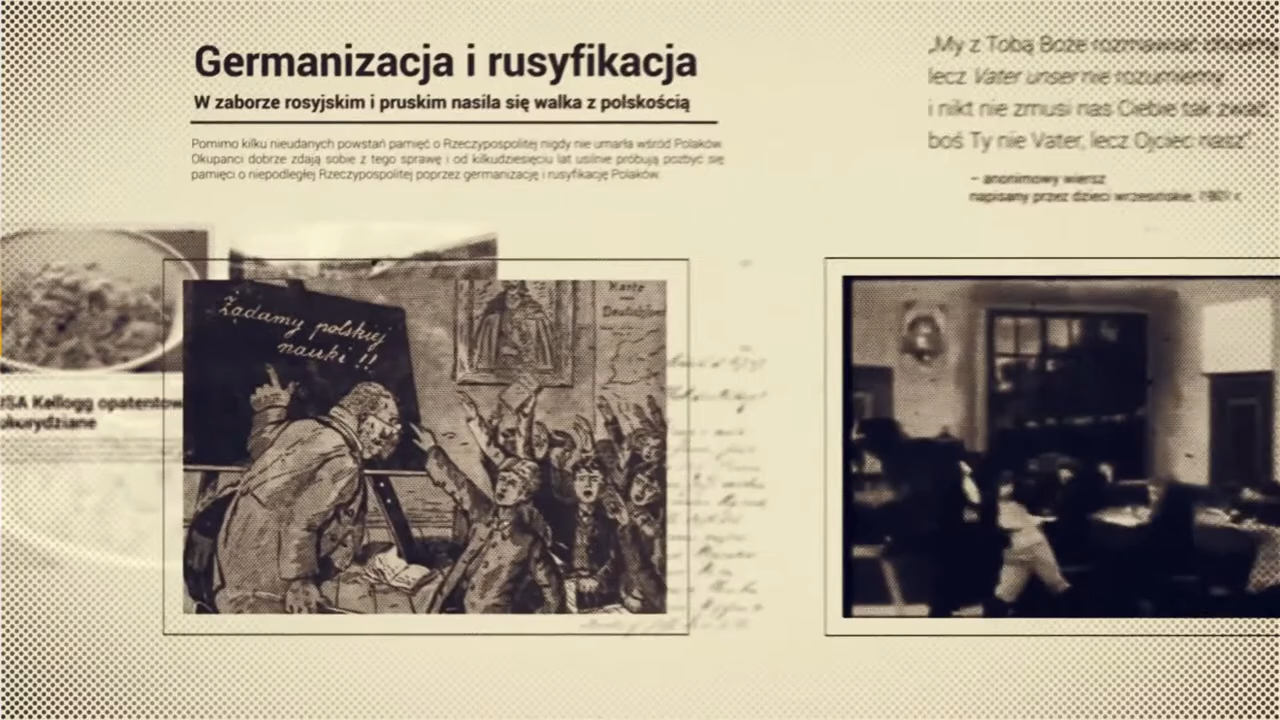 Germanizacja i rusyfikacja
W zaborze rosyjskim i pruskim nasila się walka z polskością
Pomimo kilku nieudanych powstań pamięć o Rzeczypospolitej nigdy nie umarła wśród Polaków.
Okupanci dobrze zdają sobie z tego sprawę i od kilkudziesięciu lat usilnie próbują pozbyć się
pamięci o niepodległej Rzeczypospolitej poprzez germanizację i rusyfikację Polaków.
„My z Tobą Boże rozmawiać chcemy
lecz Vater unser nie rozumiemy
i nikt nie zmusi nas Ciebie tak zwać
boś Ty nie Vater, lecz Ojciec nasz”
– anonimowy wiersz
napisany przez dzieci wrzesińskie, 1901 r.
Żądamy polskiej
nauki !!
Karte
Deutschlan
USA Kellogg opatentow